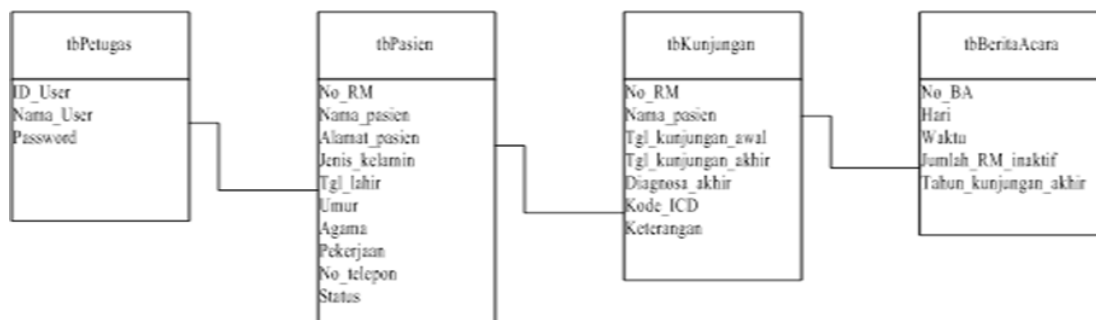 tbPetugas
ID_User
Nama_User
Password
tbPasien
No_RM
Nama_pasien
Alamat_pasien
Jenis_kelamin
Tgl_lahir
Umur
Agama
Pekerjaan
No_telepon
Status
tbKunjungan
No_RM
Nama_pasien
Tgl_kunjungan_awal
Tgl_kunjungan_akhir
Diagnosa_akhir
Kode_ICD
Keterangan
tbBeritaAcara
No_BA
Hari
Waktu
Jumlah_RM_inaktif
Tahun_kunjungan_akhir